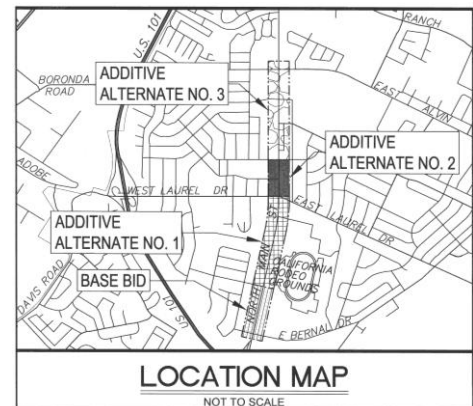 U.S. 101
RANCH
BORONDA
ROAD
ADDITIVE
ALTERNATE NO. 3
EAST ALVIN
ADDITIVE
ALTERNATE NO. 2
ADOBE
WEST LAUREL DR
EAST LAUREL DR
ADDITIVE
ALTERNATE NO. 1
NORTH MAIN ST
CALIFORNIA
RODEO
GROUNDS
BASE BID
DAVIS ROAD
US 101
E BERNAL DR
LOCATION MAP
NOT TO SCALE